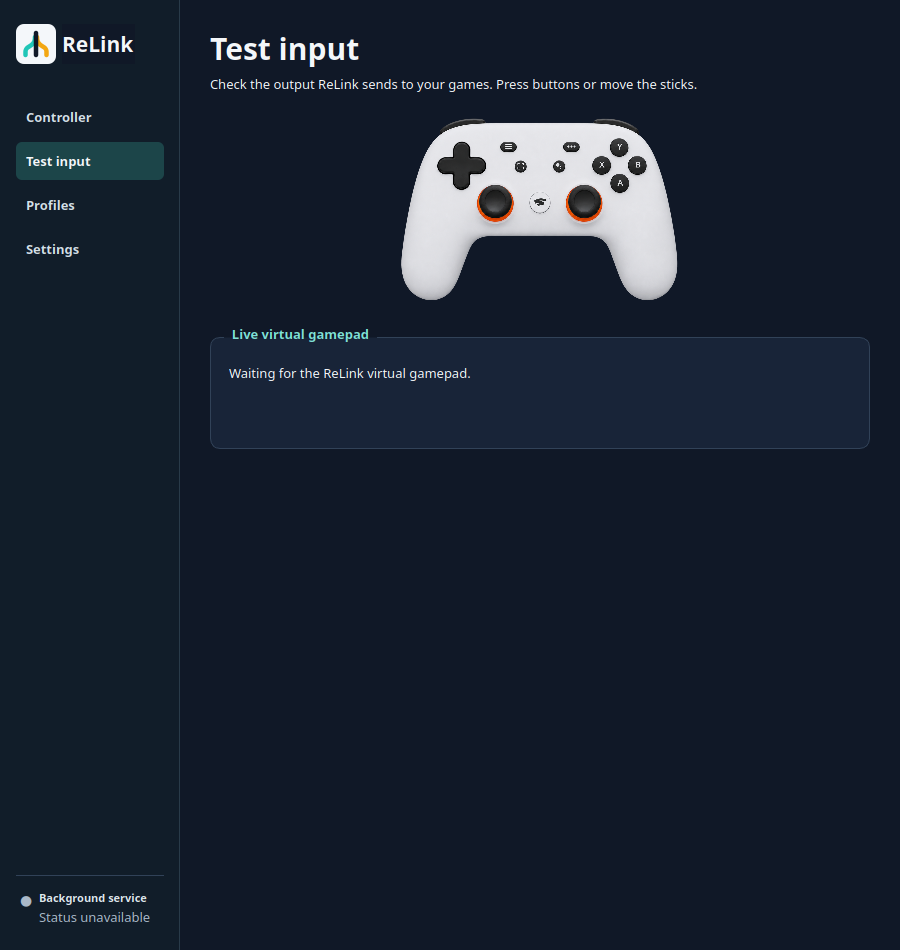 ReLink
Controller
Test input
Profiles
Settings
Background service
Status unavailable
Test input
Check the output ReLink sends to your games. Press buttons or move the sticks.
Y
X
B
A
Live virtual gamepad
Waiting for the ReLink virtual gamepad.